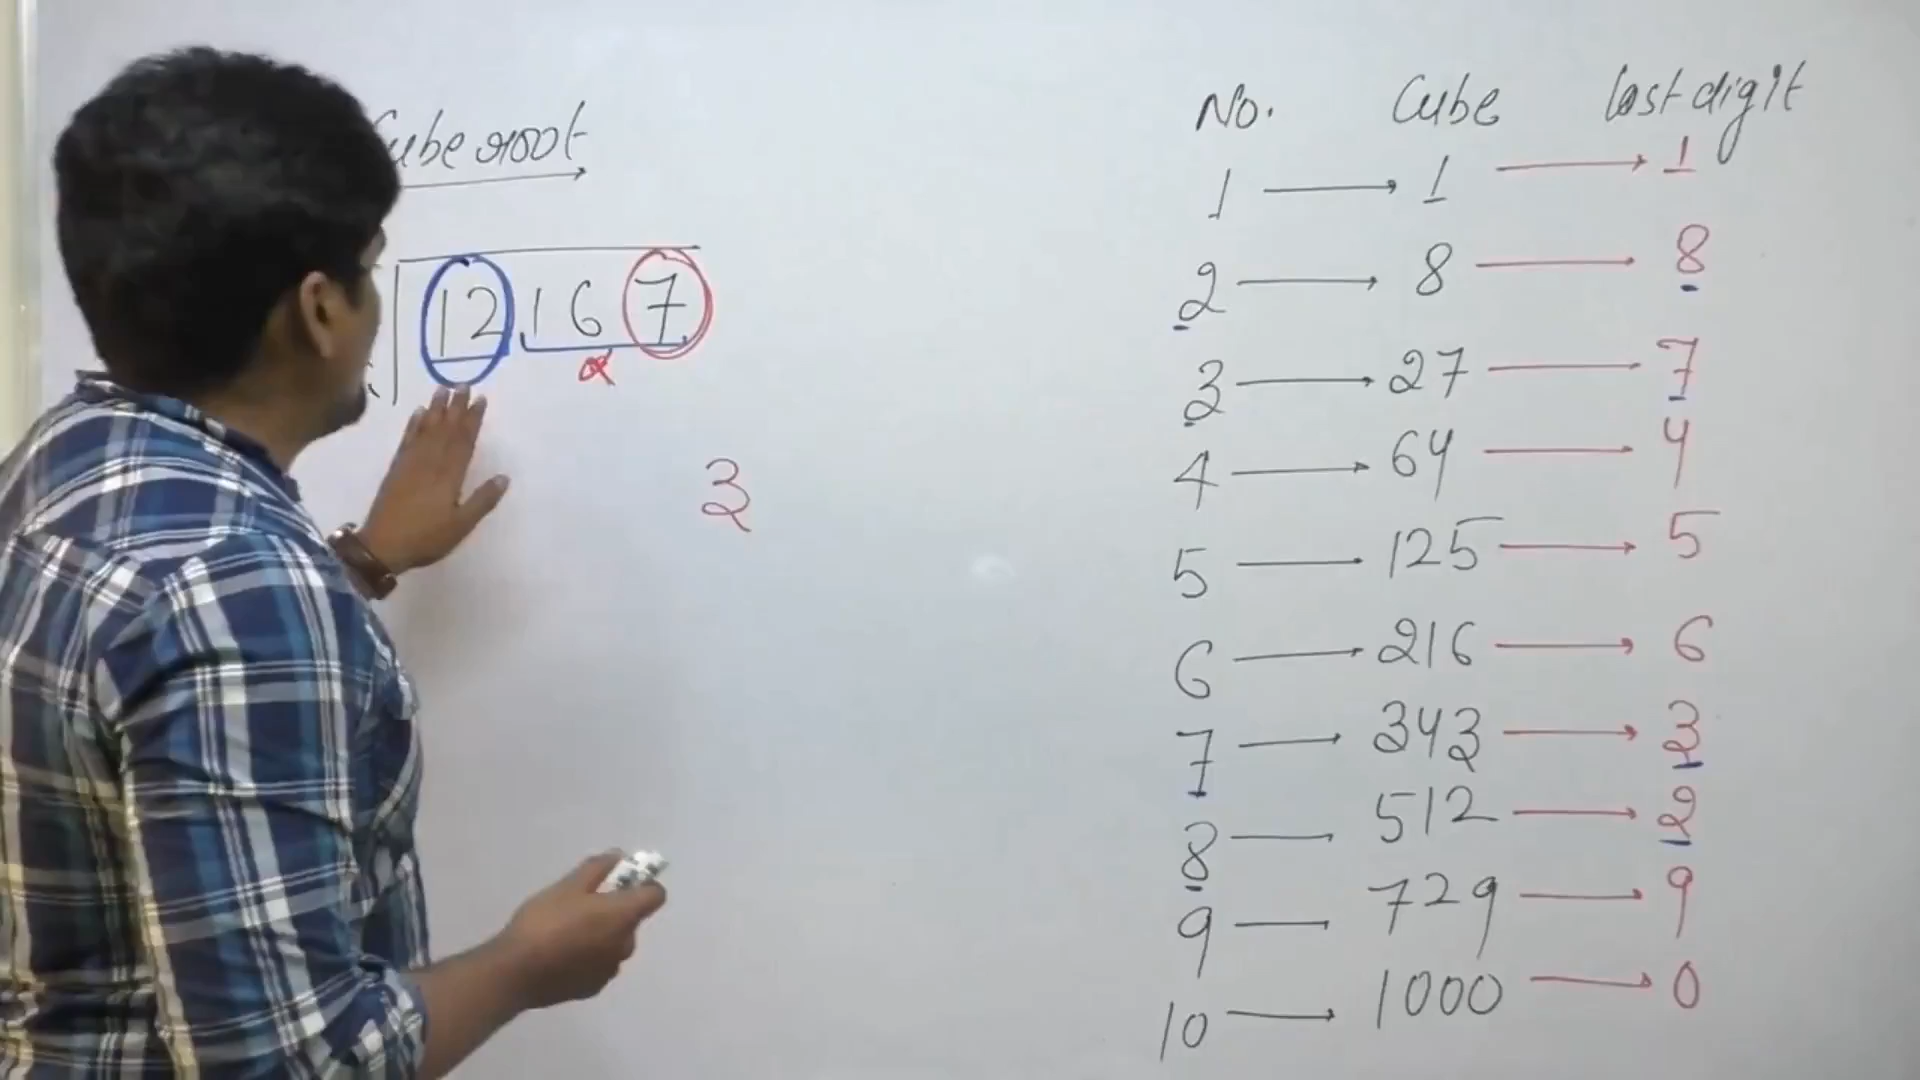 Cube root
12 167
3
No. Cube last digit
1 → 1 → 1
2 → 8 → 8
3 → 27 → 7
4 → 64 → 4
5 → 125 → 5
6 → 216 → 6
7 → 343 → 3
8 — 512 → 2
9 — 729 → 9
10 → 1000 → 0